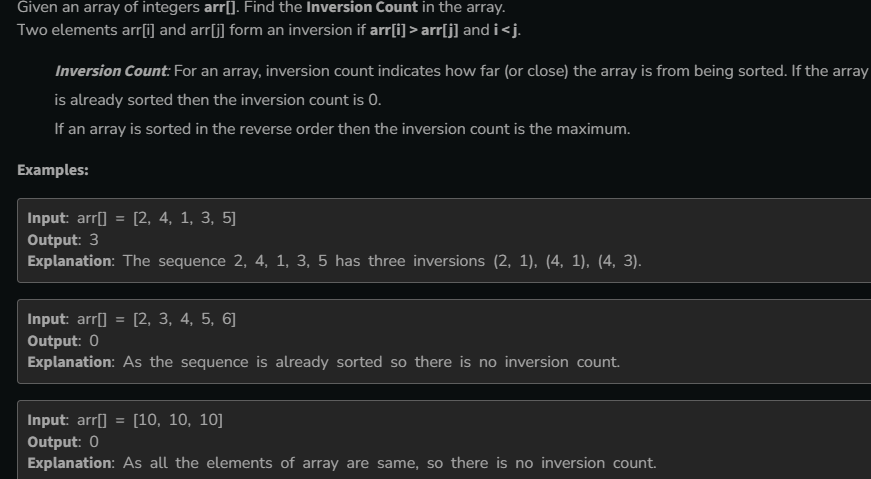 Given an array of integers arr[]. Find the Inversion Count in the array.
Two elements arr[i] and arr[j] form an inversion if arr[i] > arr[j] and i < j.
Inversion Count: For an array, inversion count indicates how far (or close) the array is from being sorted. If the array
is already sorted then the inversion count is 0.
If an array is sorted in the reverse order then the inversion count is the maximum.
Examples:
Input: arr[] = [2, 4, 1, 3, 5]
Output: 3
Explanation: The sequence 2, 4, 1, 3, 5 has three inversions (2, 1), (4, 1), (4, 3).
Input: arr[] = [2, 3, 4, 5, 6]
Output: 0
Explanation: As the sequence is already sorted so there is no inversion count.
Input: arr[] = [10, 10, 10]
Output: 0
Explanation: As all the elements of array are same, so there is no inversion count.